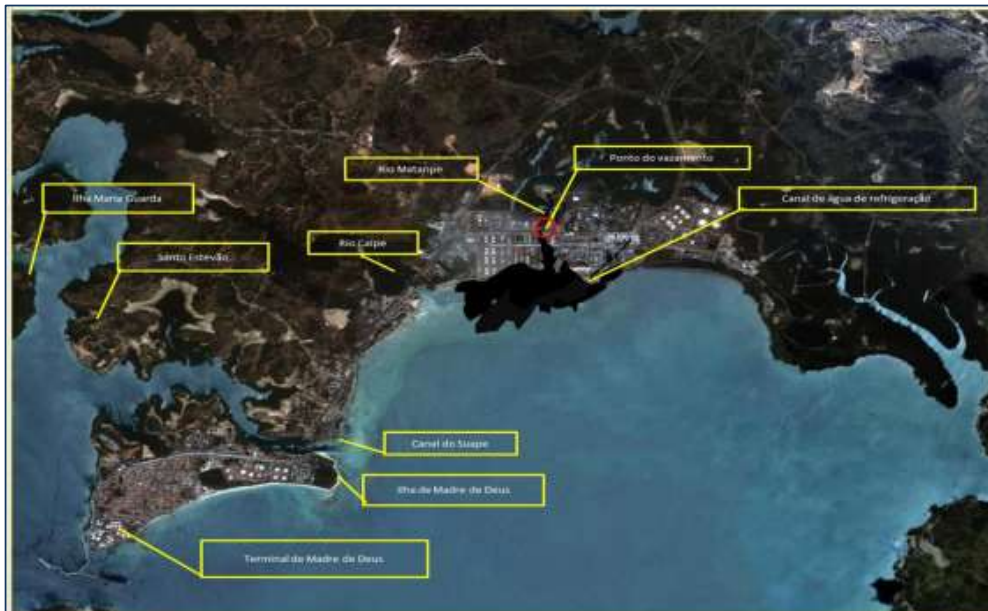 Rio Mataripe
Ponto do vazamento
Ilha Maria Guarda
Canal de água de refrigeração
Rio Caipe
Santo Estevão
Canal do Suape
Ilha de Madre de Deus
Terminal de Madre de Deus